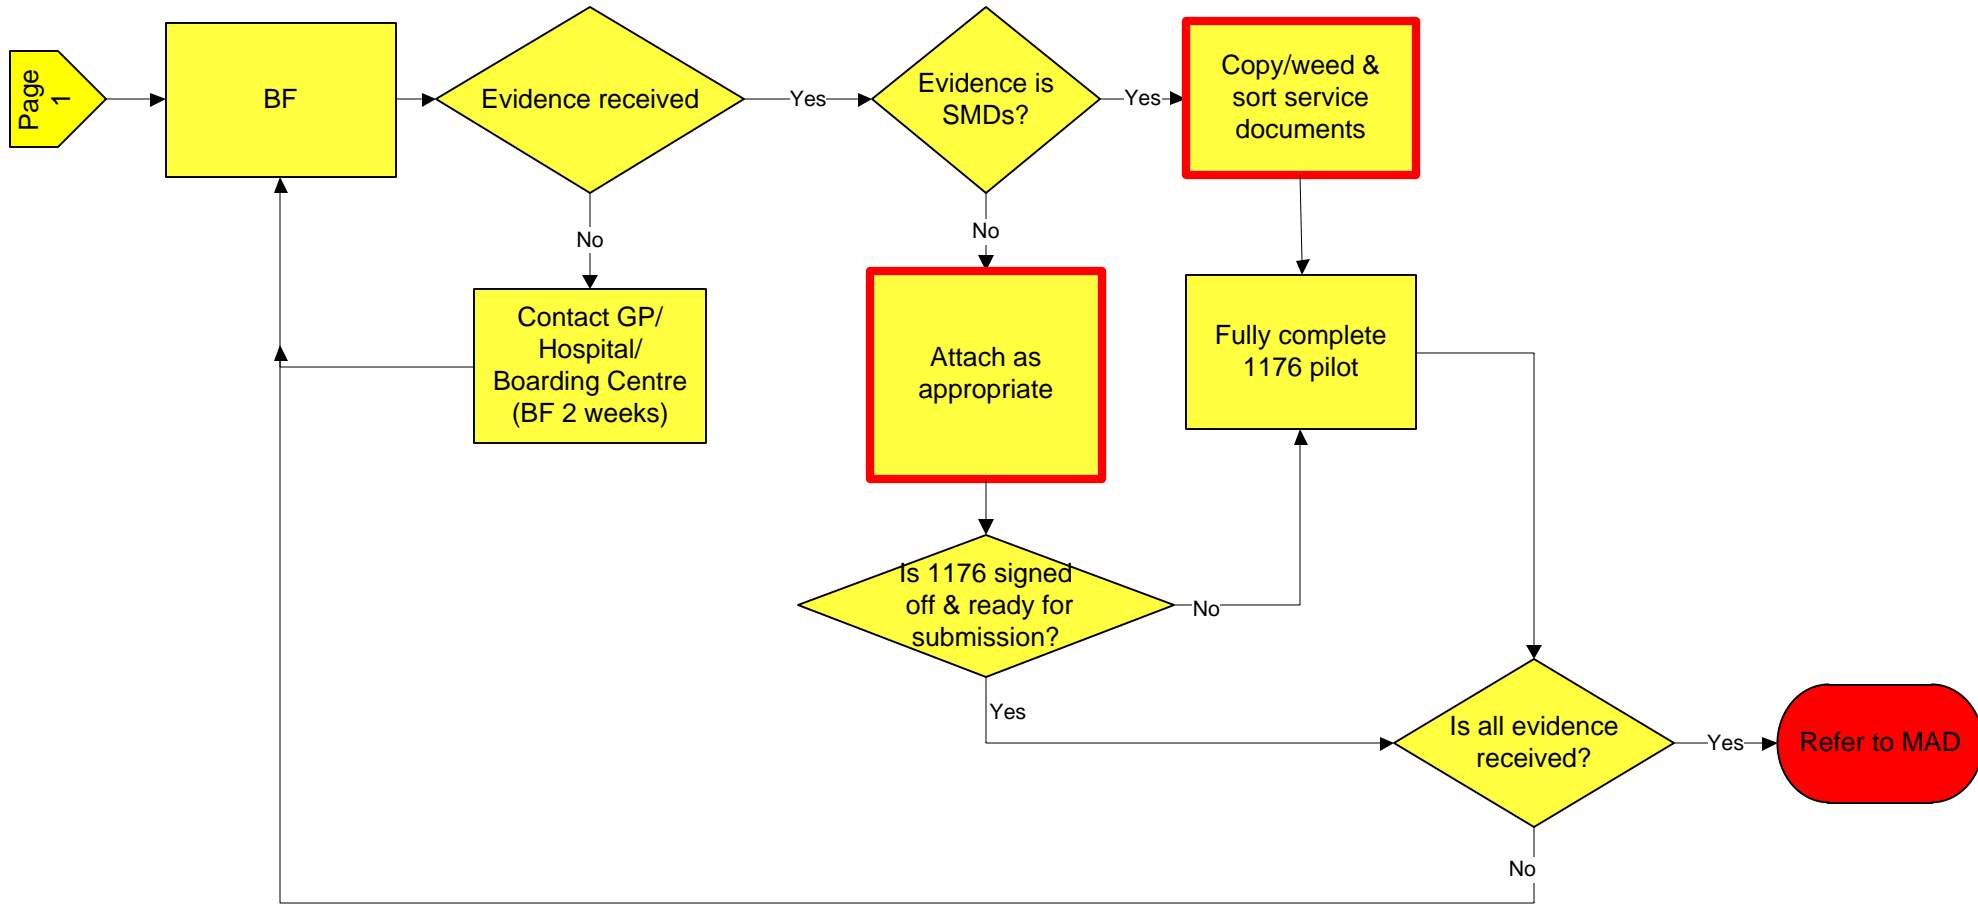 Page
1
BF
Evidence received
Yes
Evidence is
SMDs?
Yes
Copy/weed &
sort service
documents
No
No
Contact GP/
Hospital/
Boarding Centre
(BF 2 weeks)
Attach as
appropriate
Fully complete
1176 pilot
Is 1176 signed
off & ready for
submission?
No
Yes
Is all evidence
received?
Yes
Refer to MAD
No